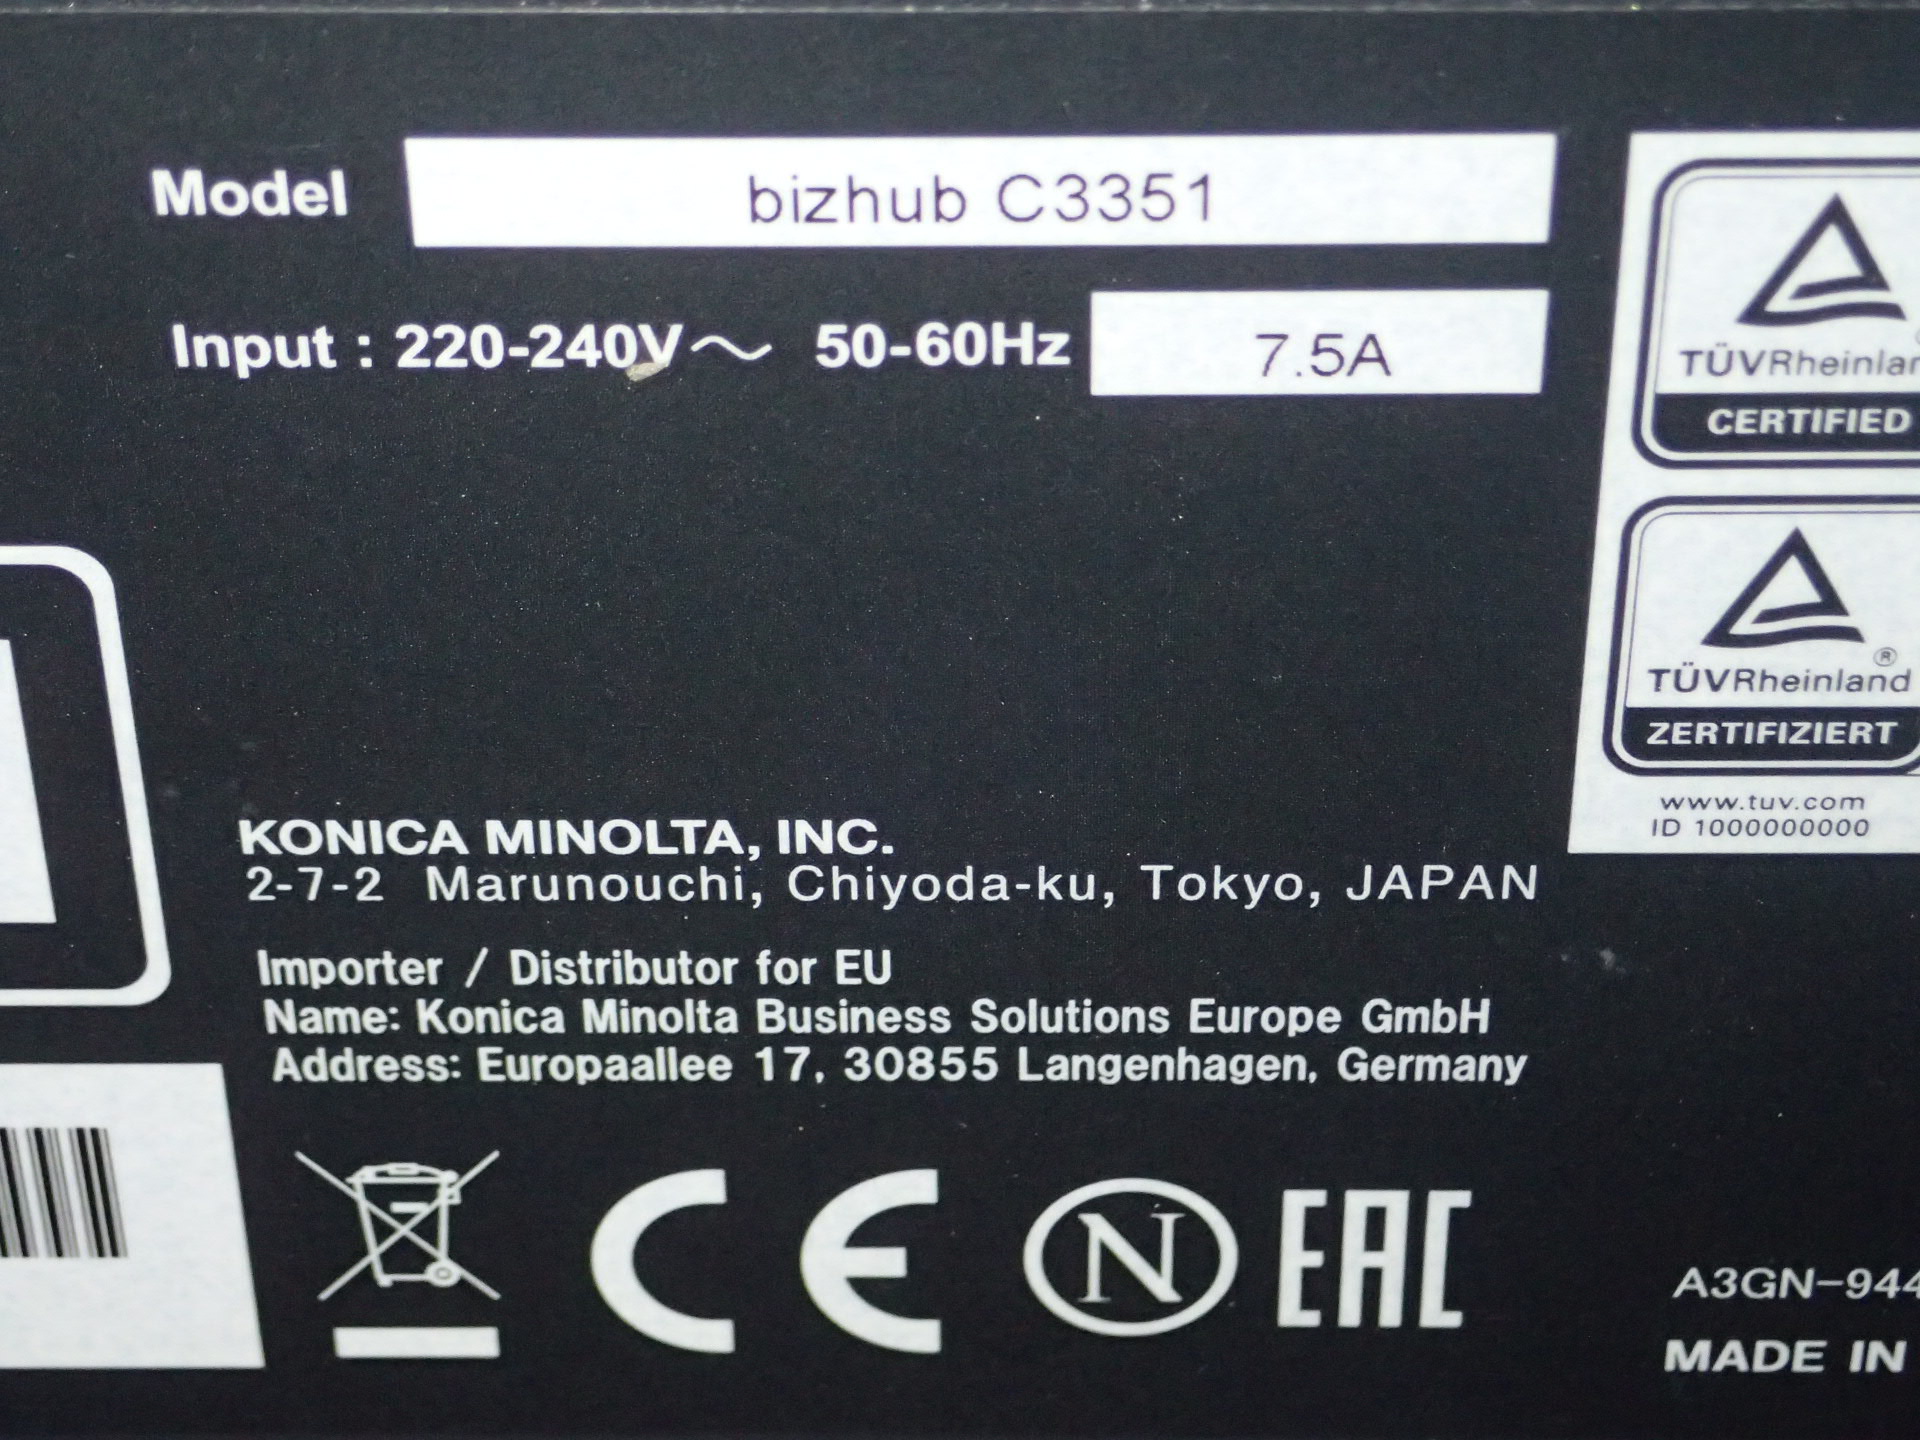 Model bizhub C3351
Input : 220-240V～ 50-60Hz 7.5A
TÜVRheinland
CERTIFIED
TÜVRheinland®
ZERTIFIZIERT
www.tuv.com
ID 1000000000
KONICA MINOLTA, INC.
2-7-2 Marunouchi, Chiyoda-ku, Tokyo, JAPAN
Importer / Distributor for EU
Name: Konica Minolta Business Solutions Europe GmbH
Address: Europaallee 17, 30855 Langenhagen, Germany
CE N EAC
A3GN-944
MADE IN